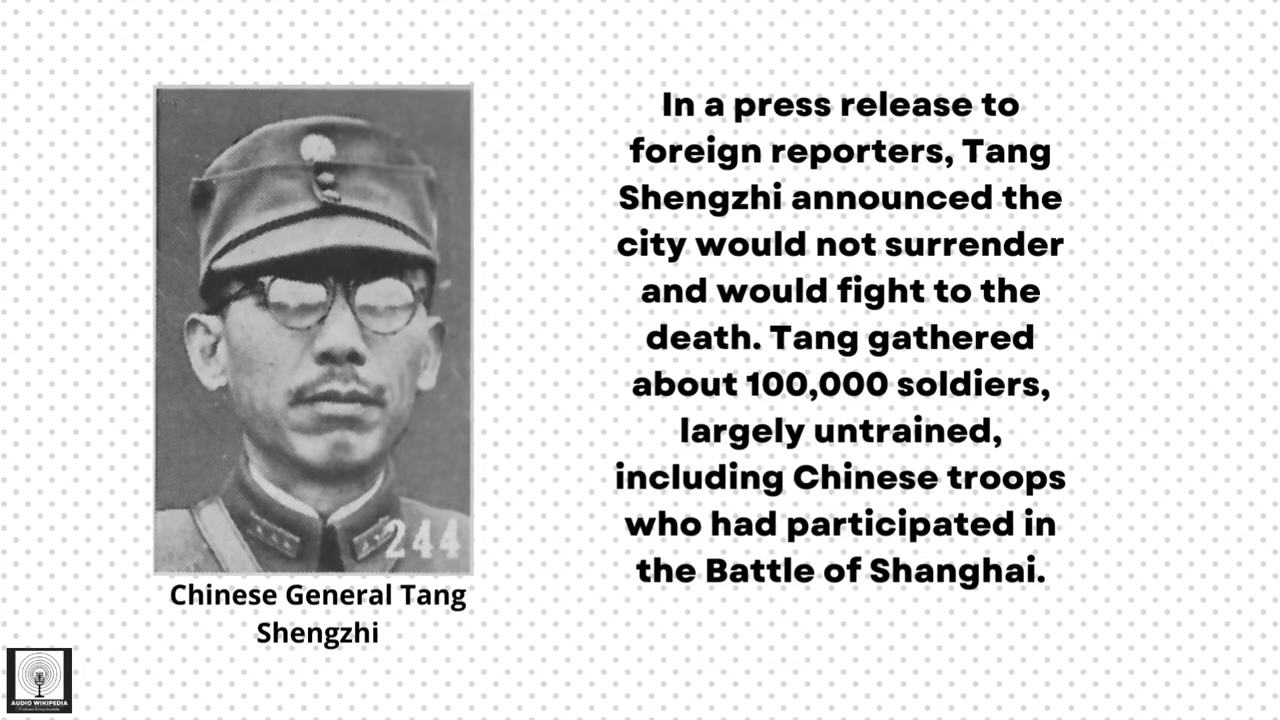 In a press release to
foreign reporters, Tang
Shengzhi announced the
city would not surrender
and would fight to the
death. Tang gathered
about 100,000 soldiers,
largely untrained,
including Chinese troops
who had participated in
the Battle of Shanghai.
244
Chinese General Tang
Shengzhi
AUDIO WIKIPEDIA